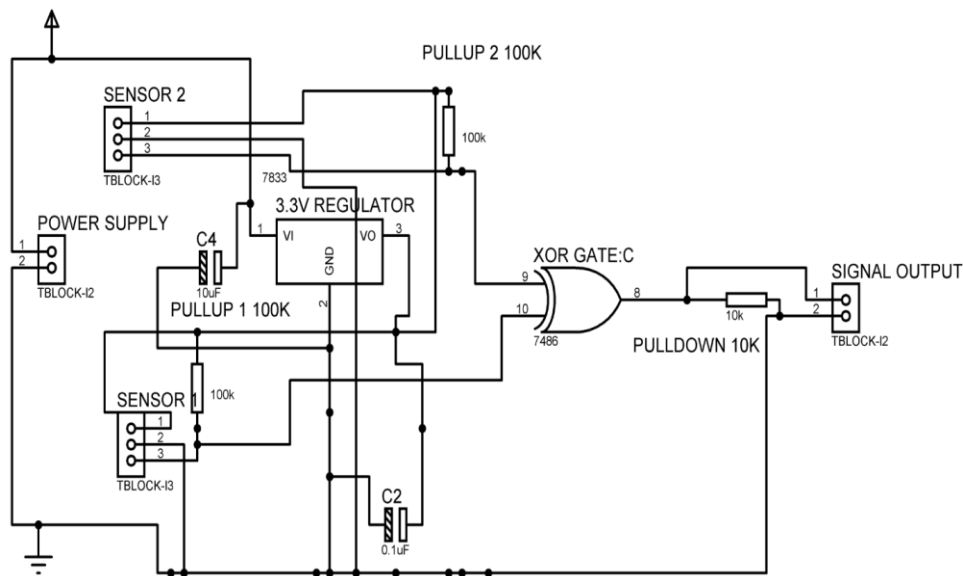 PULLUP 2 100K
SENSOR 2
1
2
3
TBLOCK-I3
100k
7833
3.3V REGULATOR
1
VI
VO
3
GND
2
POWER SUPPLY
1
2
TBLOCK-I2
C4
10uF
PULLUP 1 100K
XOR GATE:C
9
10
8
7486
SIGNAL OUTPUT
1
2
TBLOCK-I2
10k
PULLDOWN 10K
100k
SENSOR 1
1
2
3
TBLOCK-I3
C2
0.1uF